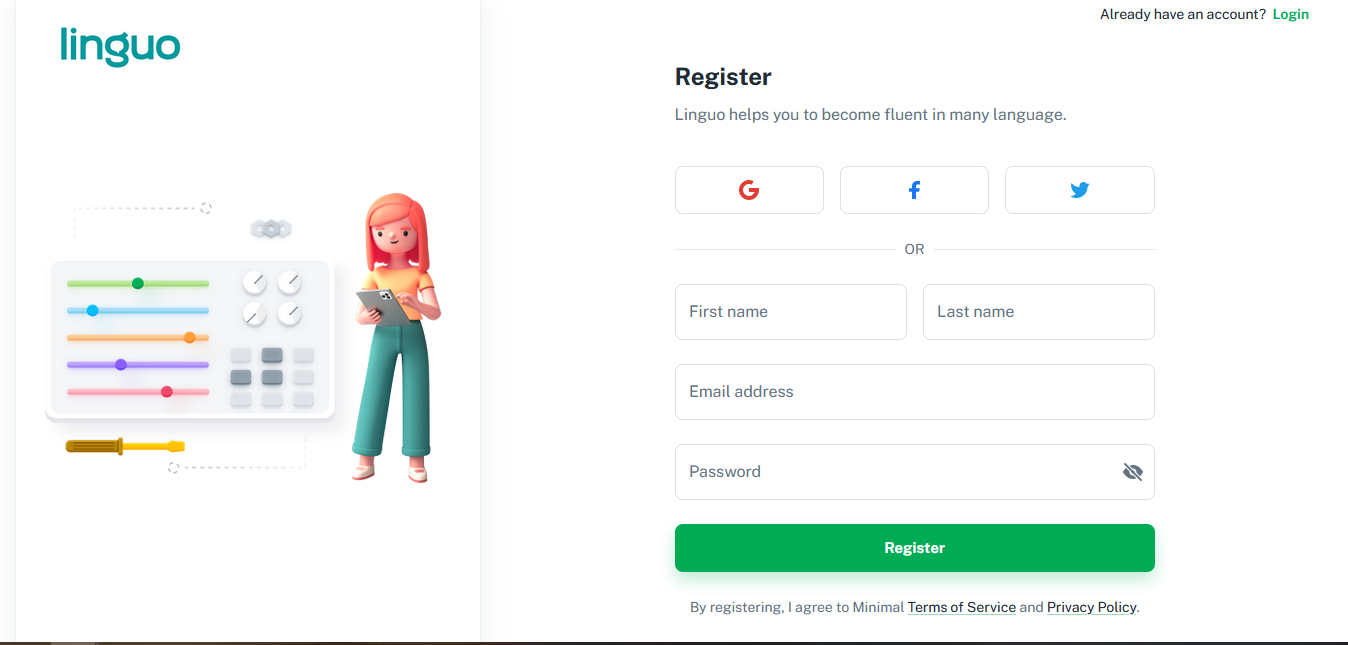 linguo
Already have an account? Login
Register
Linguo helps you to become fluent in many language.
OR
First name
Last name
Email address
Password
Register
By registering, I agree to Minimal Terms of Service and Privacy Policy.